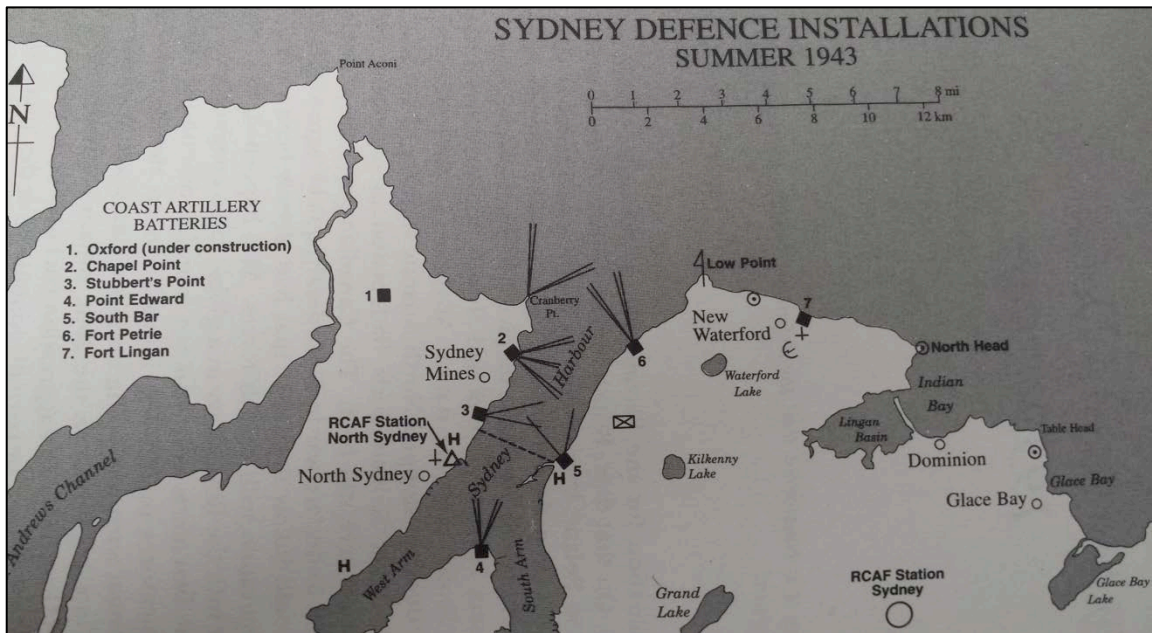 SYDNEY DEFENCE INSTALLATIONS
SUMMER 1943
0 1 2 3 4 5 6 7 8 mi
0 2 4 6 8 10 12 km
N
Point Aconi
COAST ARTILLERY
BATTERIES
1. Oxford (under construction)
2. Chapel Point
3. Stubbert's Point
4. Point Edward
5. South Bar
6. Fort Petrie
7. Fort Lingan
1
Cranberry
Pt.
Low Point
7
New
Waterford
2
Harbour
6
North Head
Sydney
Mines
Waterford
Lake
Indian
Bay
3
RCAF Station
North Sydney
H
Lingan
Basin
Table Head
Dominion
North Sydney
Sydney
H
5
Kilkenny
Lake
Glace Bay
Glace Bay
Andrews Channel
H
West Arm
4
South Arm
Grand
Lake
RCAF Station
Sydney
Glace Bay
Lake